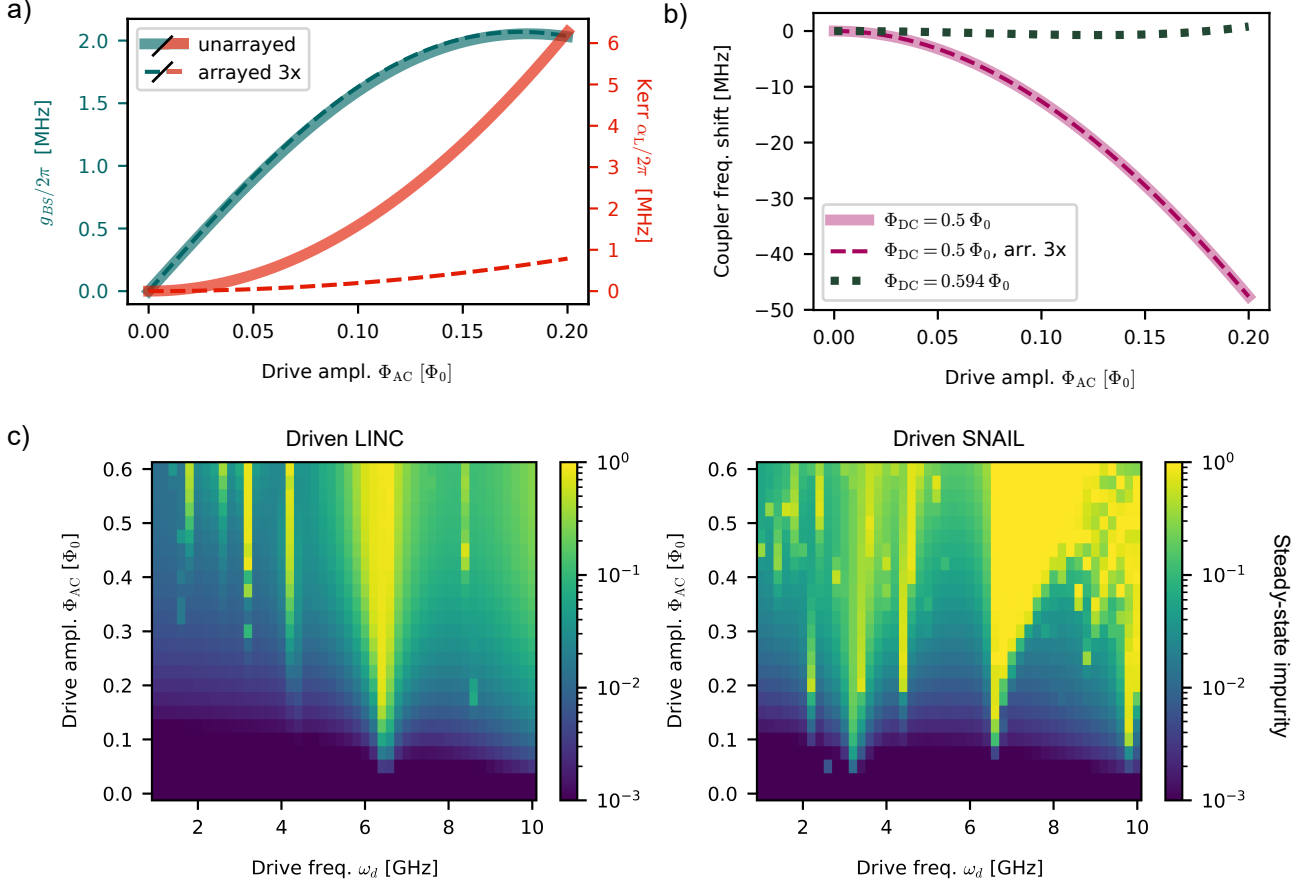 a)
unarrayed
arrayed 3x
2.0
1.5
1.0
0.5
0.0
g_BS/2π [MHz]
6
5
4
3
2
1
0
Kerr α_L/2π [MHz]
0.00 0.05 0.10 0.15 0.20
Drive ampl. Φ_AC [Φ_0]
b)
0
−10
−20
−30
−40
−50
Coupler freq. shift [MHz]
Φ_DC = 0.5 Φ_0
Φ_DC = 0.5 Φ_0, arr. 3x
Φ_DC = 0.594 Φ_0
0.00 0.05 0.10 0.15 0.20
Drive ampl. Φ_AC [Φ_0]
c)
Driven LINC
0.6
0.5
0.4
0.3
0.2
0.1
0.0
Drive ampl. Φ_AC [Φ_0]
2 4 6 8 10
Drive freq. ω_d [GHz]
10^0
10^−1
10^−2
10^−3
Driven SNAIL
0.6
0.5
0.4
0.3
0.2
0.1
0.0
Drive ampl. Φ_AC [Φ_0]
2 4 6 8 10
Drive freq. ω_d [GHz]
10^0
10^−1
10^−2
10^−3
Steady-state impurity